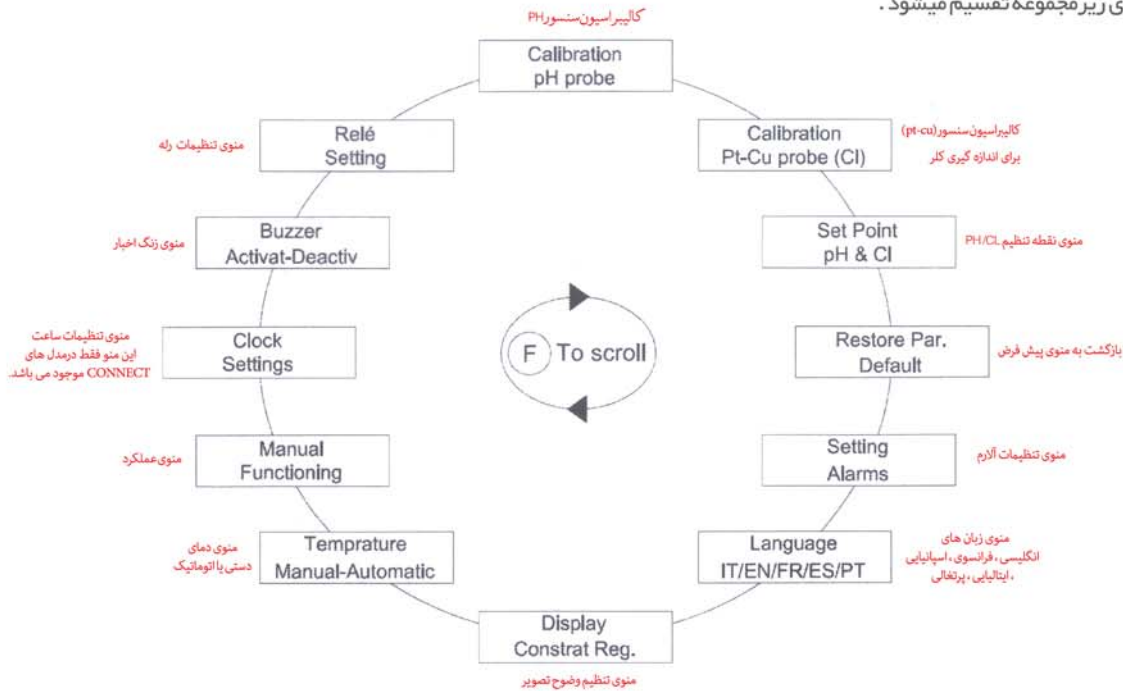 ی زیرمجموعه تقسیم میشود .
کالیبراسیون سنسور PH
Calibration
pH probe
کالیبراسیون سنسور (pt-cu)
برای اندازه گیری کلر
Calibration
Pt-Cu probe (Cl)
Set Point
pH & Cl
منوی نقطه تنظیم PH/CL
Restore Par.
Default
بازگشت به منوی پیش فرض
Setting
Alarms
منوی تنظیمات آلارم
Language
IT/EN/FR/ES/PT
منوی زبان های
انگلیسی ، فرانسوی ، اسپانیایی
، ایتالیایی ، پرتغالی
Display
Constrat Reg.
منوی تنظیم وضوح تصویر
Temprature
Manual-Automatic
منوی دمای
دستی یا اتوماتیک
Manual
Functioning
منوی عملکرد
Clock
Settings
منوی تنظیمات ساعت
این منو فقط درمدل های
CONNECT موجود می باشد.
Buzzer
Activat-Deactiv
منوی زنگ اخبار
Relé
Setting
منوی تنظیمات رله
F To scroll